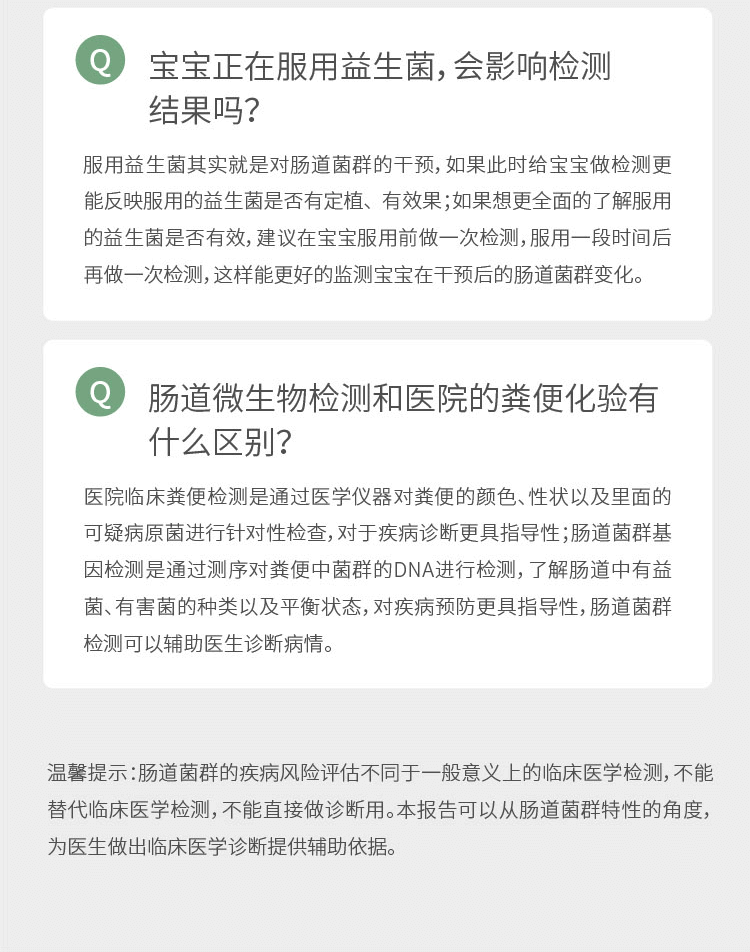 Q
宝宝正在服用益生菌，会影响检测
结果吗？
服用益生菌其实就是对肠道菌群的干预，如果此时给宝宝做检测更
能反映服用的益生菌是否有定植、有效果；如果想更全面的了解服用
的益生菌是否有效，建议在宝宝服用前做一次检测，服用一段时间后
再做一次检测，这样能更好的监测宝宝在干预后的肠道菌群变化。
Q
肠道微生物检测和医院的粪便化验有
什么区别？
医院临床粪便检测是通过医学仪器对粪便的颜色、性状以及里面的
可疑病原菌进行针对性检查，对于疾病诊断更具指导性；肠道菌群基
因检测是通过测序对粪便中菌群的DNA进行检测，了解肠道中有益
菌、有害菌的种类以及平衡状态，对疾病预防更具指导性，肠道菌群
检测可以辅助医生诊断病情。
温馨提示：肠道菌群的疾病风险评估不同于一般意义上的临床医学检测，不能
替代临床医学检测，不能直接做诊断用。本报告可以从肠道菌群特性的角度，
为医生做出临床医学诊断提供辅助依据。